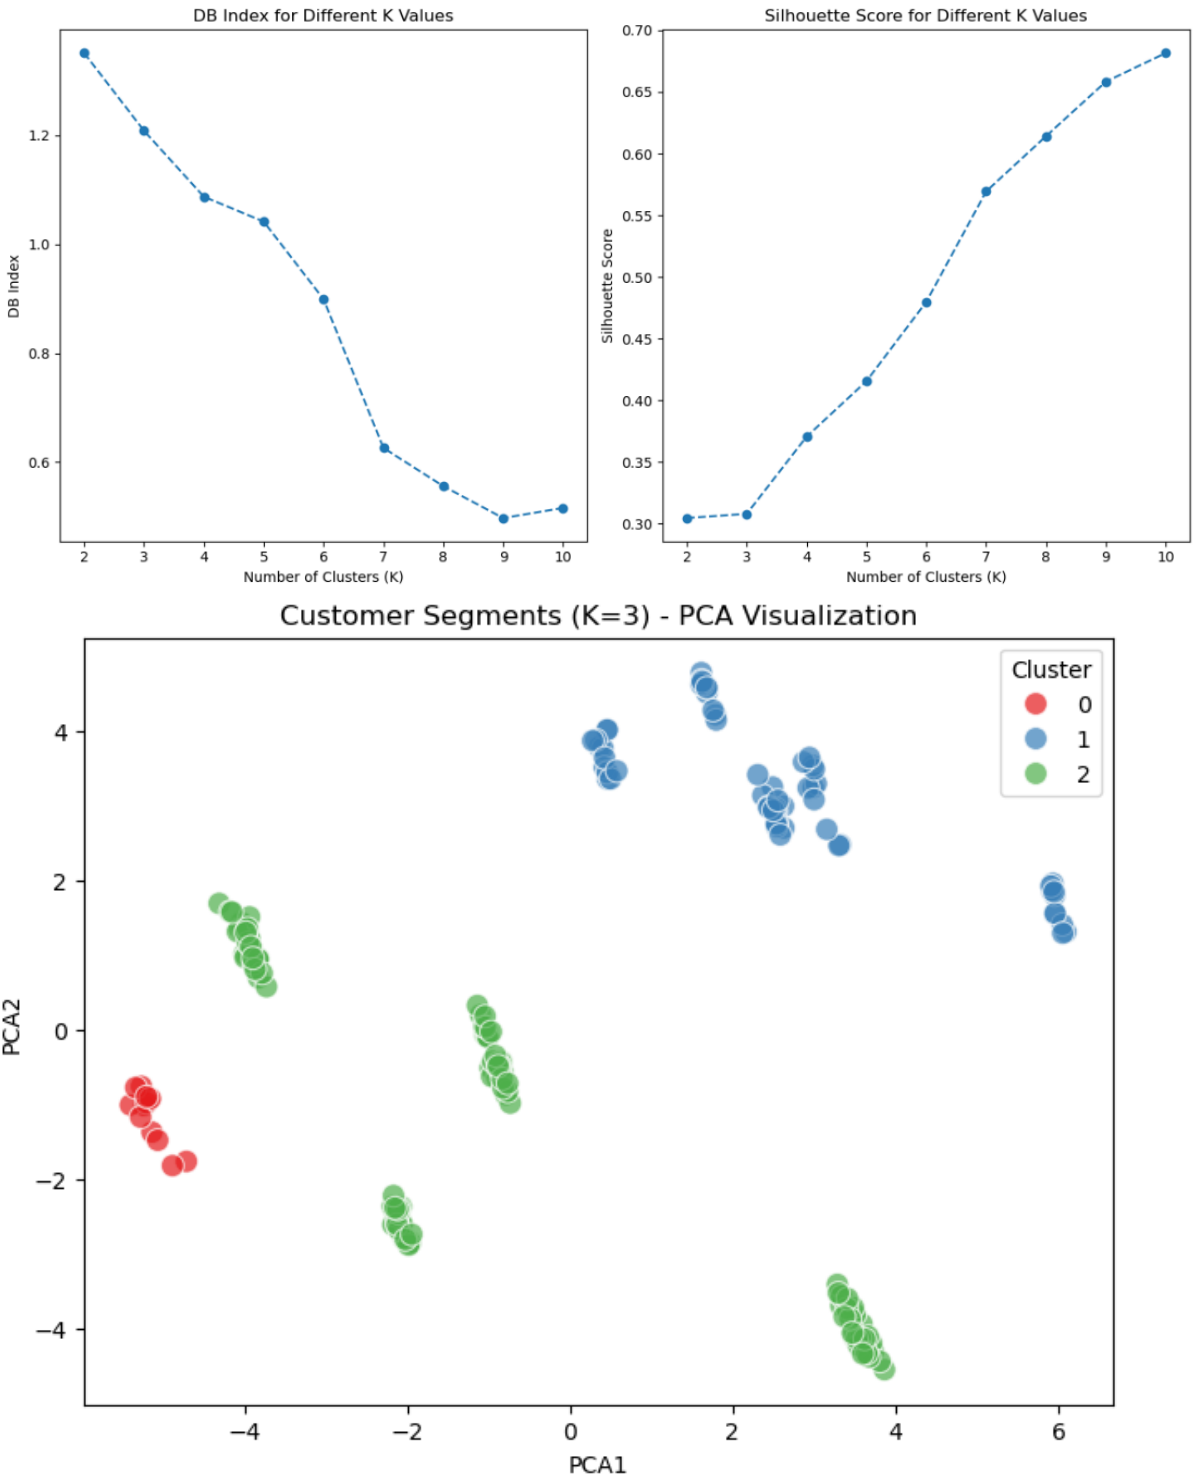 DB Index for Different K Values
DB Index
1.2
1.0
0.8
0.6
2 3 4 5 6 7 8 9 10
Number of Clusters (K)
Silhouette Score for Different K Values
Silhouette Score
0.70
0.65
0.60
0.55
0.50
0.45
0.40
0.35
0.30
2 3 4 5 6 7 8 9 10
Number of Clusters (K)
Customer Segments (K=3) - PCA Visualization
Cluster
0
1
2
PCA2
4
2
0
−2
−4
−4 −2 0 2 4 6
PCA1